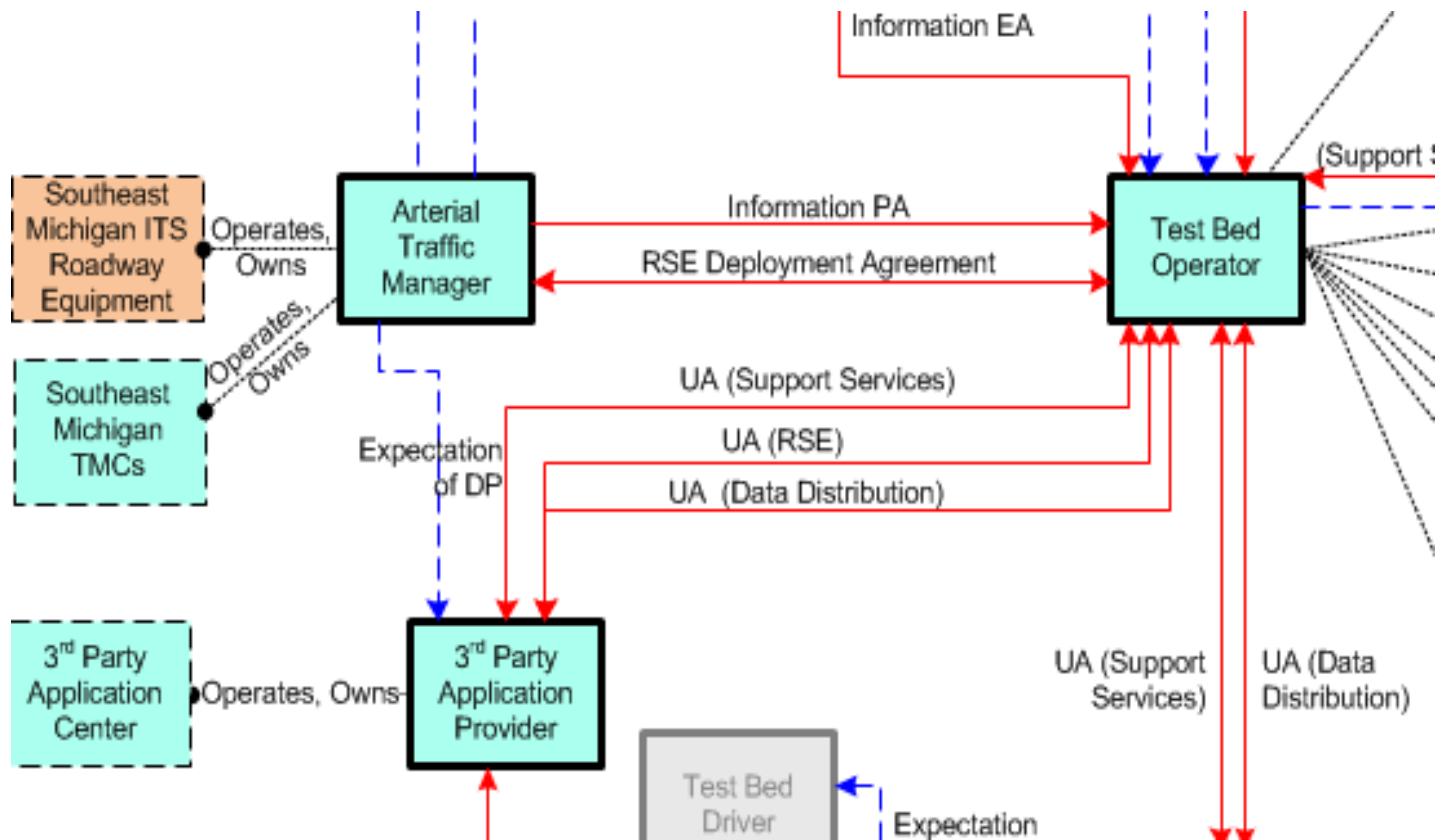 Information EA
(Support S
Southeast
Michigan ITS
Roadway
Equipment
Operates,
Owns
Arterial
Traffic
Manager
Information PA
RSE Deployment Agreement
Test Bed
Operator
Operates,
Owns
Southeast
Michigan
TMCs
UA (Support Services)
Expectation
of DP
UA (RSE)
UA (Data Distribution)
3rd Party
Application
Center
Operates, Owns
3rd Party
Application
Provider
UA (Support
Services)
UA (Data
Distribution)
Test Bed
Driver
Expectation